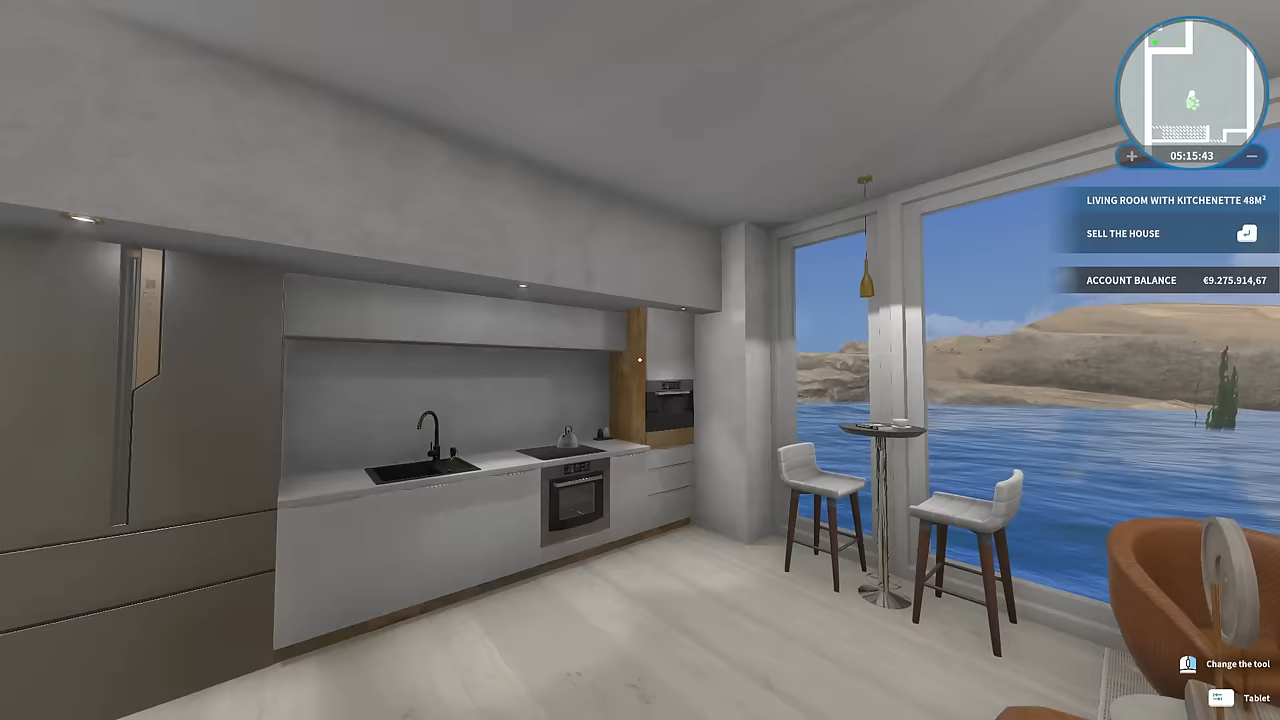 05:15:43
LIVING ROOM WITH KITCHENETTE 48M²
SELL THE HOUSE
ACCOUNT BALANCE €9.275.914,67
Change the tool
Tablet